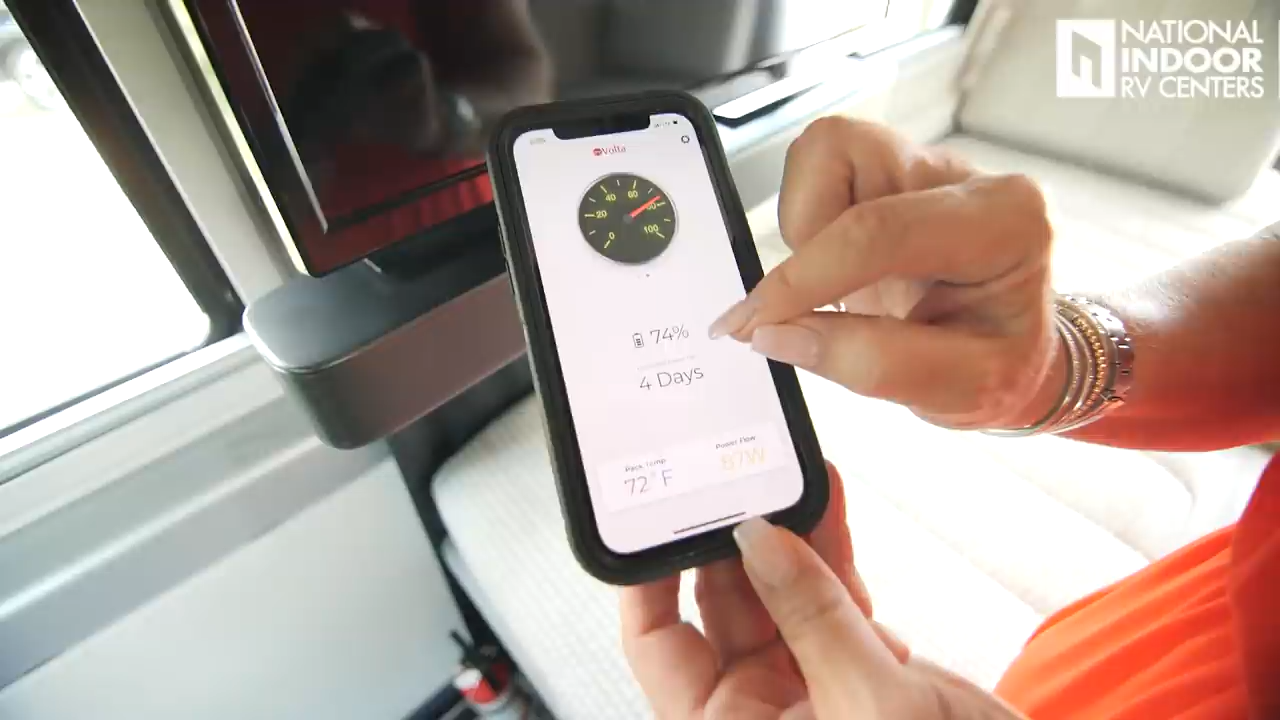 NATIONAL
INDOOR
RV CENTERS
Volta
40
60
20
80
0
100
74%
4 Days
Pack Temp
72° F
Power Flow
87W